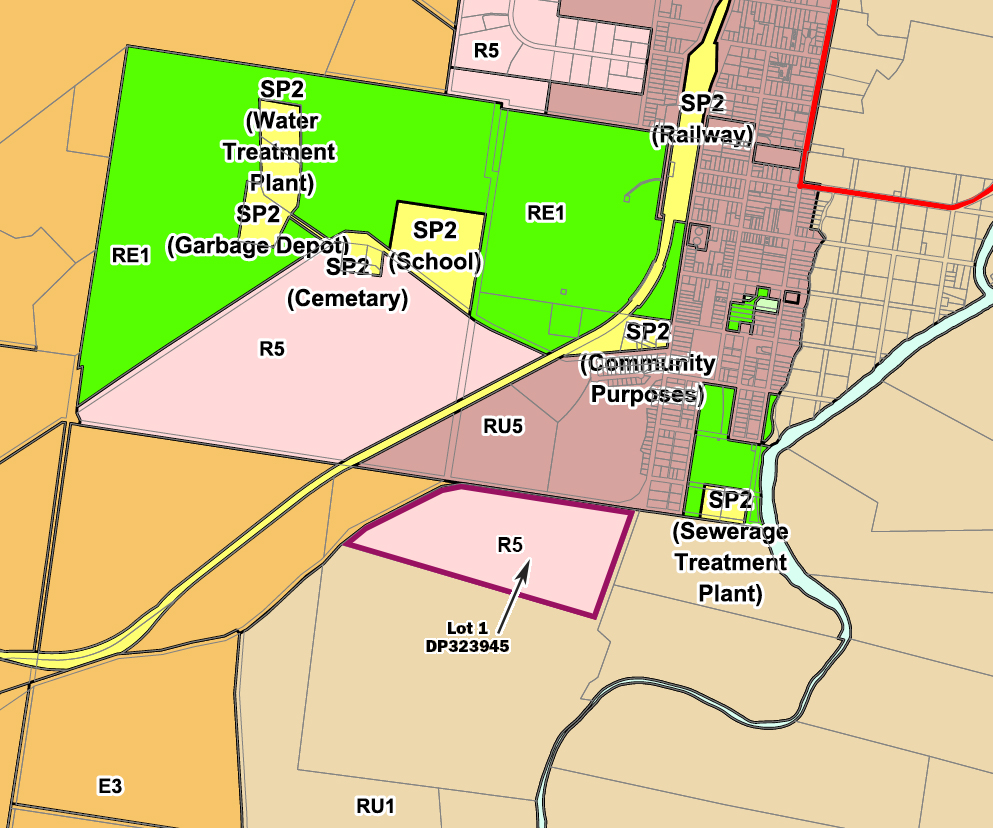 R5
SP2
(Water
Treatment
Plant)
SP2
(Railway)
SP2
(Garbage Depot)
RE1
SP2
(School)
RE1
SP2
(Cemetary)
R5
SP2
(Community
Purposes)
RU5
SP2
(Sewerage
Treatment
Plant)
R5
Lot 1
DP323945
E3
RU1